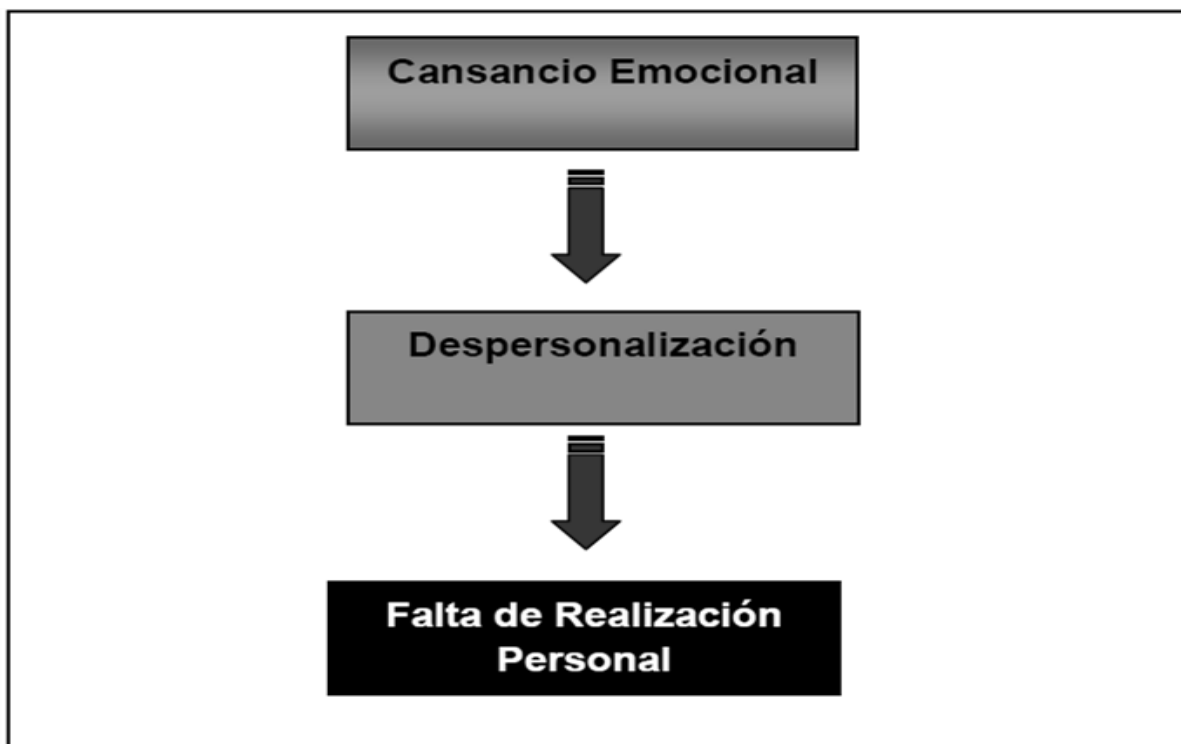 Cansancio Emocional
Despersonalización
Falta de Realización
Personal